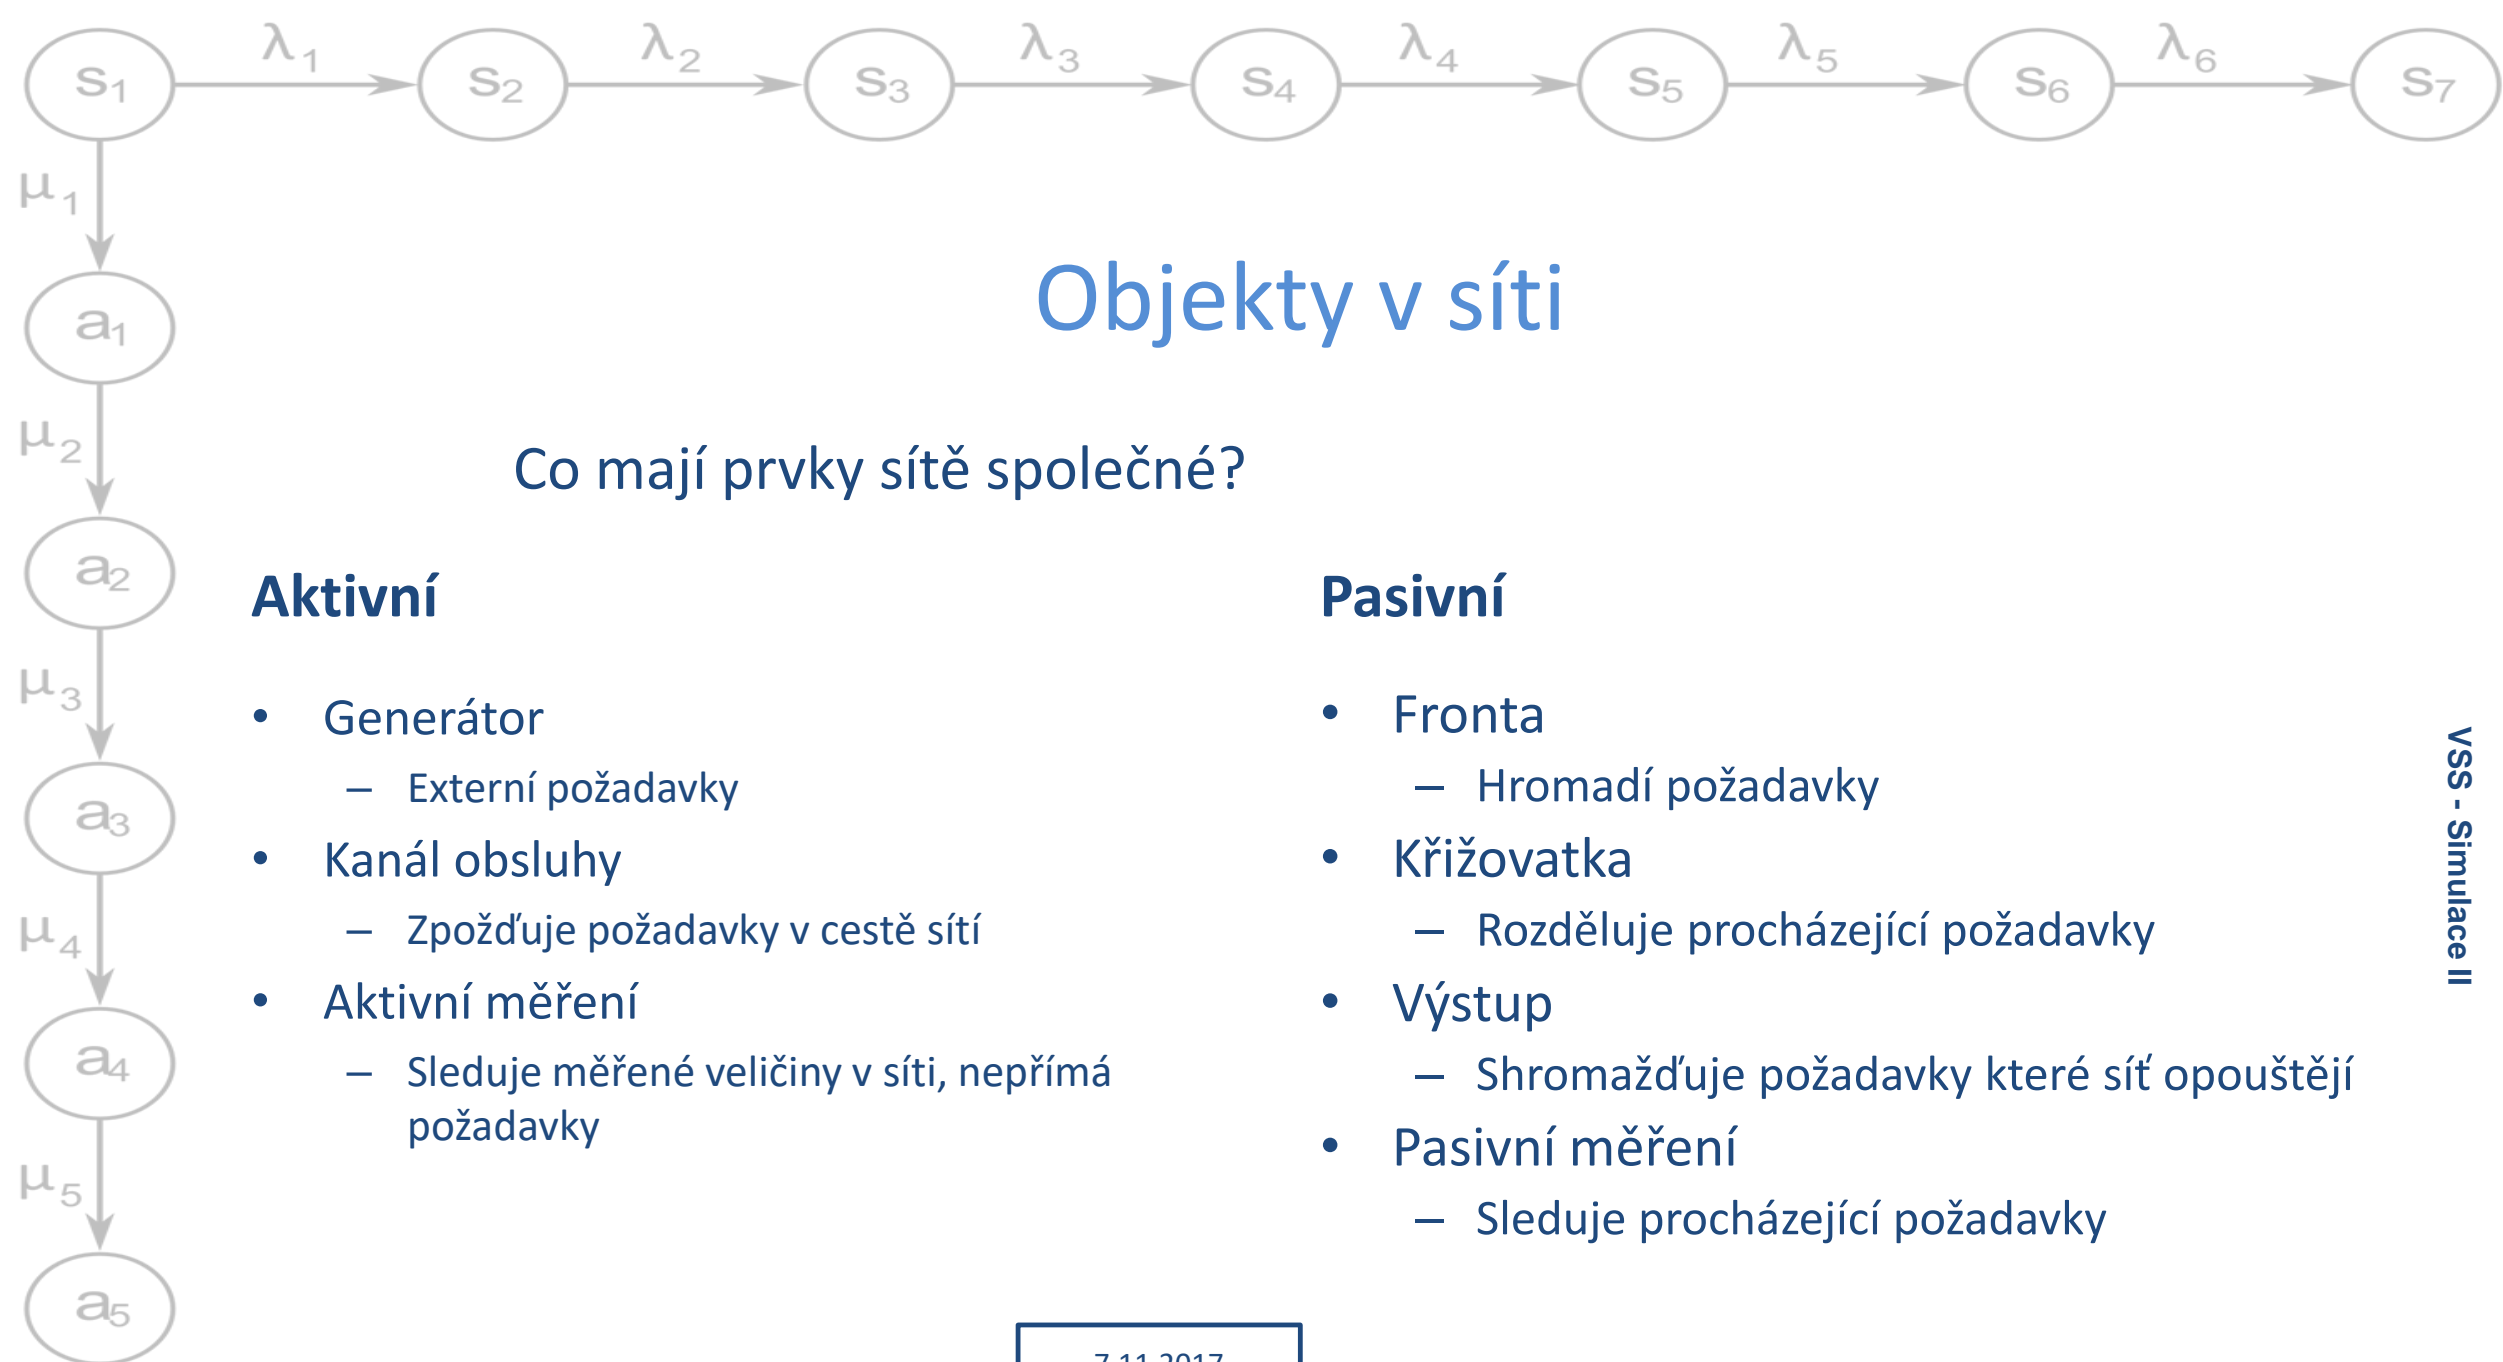 s1 λ1 s2 λ2 s3 λ3 s4 λ4 s5 λ5 s6 λ6 s7
μ1
a1
μ2
a2
μ3
a3
μ4
a4
μ5
a5
Objekty v síti
Co mají prvky sítě společné?
Aktivní
• Generátor
– Externí požadavky
• Kanál obsluhy
– Zpožďuje požadavky v cestě sítí
• Aktivní měření
– Sleduje měřené veličiny v síti, nepřímá
požadavky
Pasivní
• Fronta
– Hromadí požadavky
• Křižovatka
– Rozděluje procházející požadavky
• Výstup
– Shromažďuje požadavky které síť opouštějí
• Pasivní měření
– Sleduje procházející požadavky
VSS - Simulace II
7.11.2017